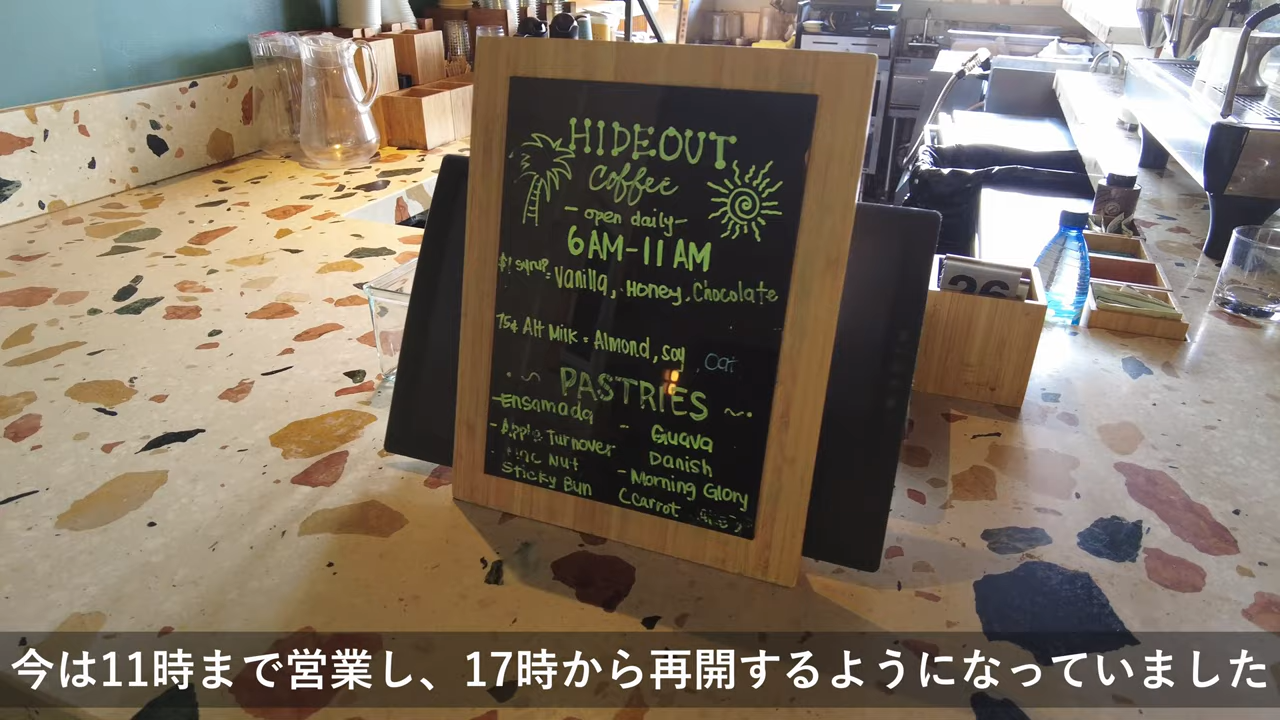 HIDEOUT
coffee
- open daily-
6AM-11AM
$1 syrup= Vanilla, Honey, Chocolate
75¢ Alt Milk = Almond, soy, Oat
PASTRIES
-Ensamada
-Apple Turnover
Nut
Sticky Bun
- Guava
Danish
-Morning Glory
(Carrot
26
今は11時まで営業し、17時から再開するようになっていました